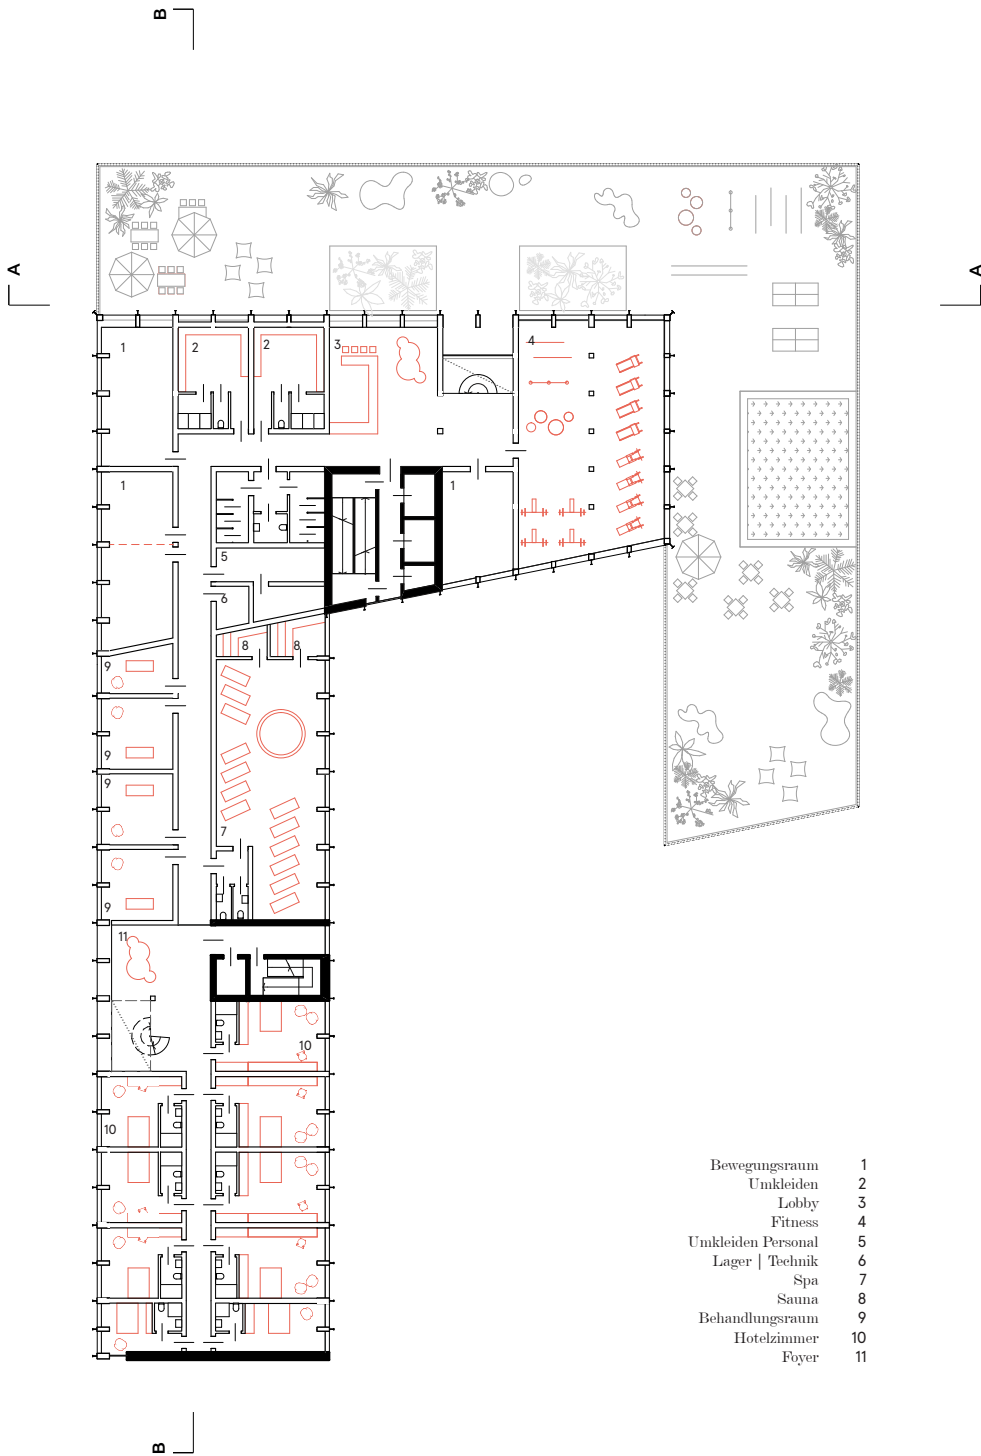 B
A
A
1
2
2
3
4
1
1
5
6
8
8
9
9
9
7
9
11
10
10
Bewegungsraum 1
Umkleiden 2
Lobby 3
Fitness 4
Umkleiden Personal 5
Lager | Technik 6
Spa 7
Sauna 8
Behandlungsraum 9
Hotelzimmer 10
Foyer 11
B